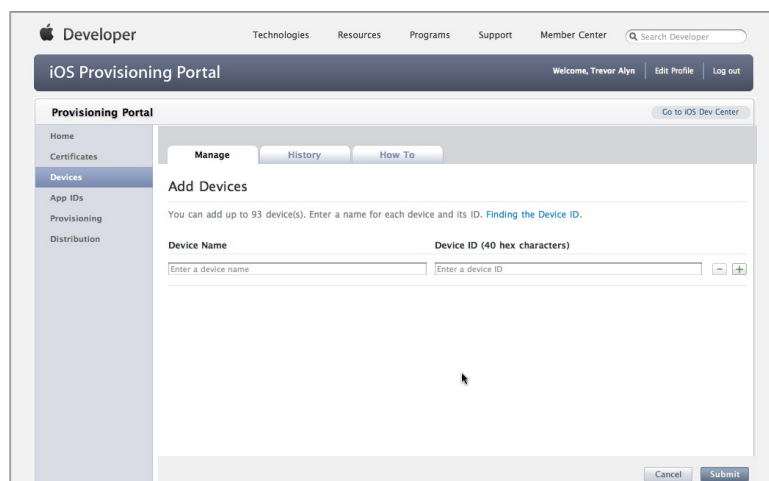 Developer
Technologies Resources Programs Support Member Center Search Developer
iOS Provisioning Portal
Welcome, Trevor Alyn Edit Profile Log out
Provisioning Portal
Go to iOS Dev Center
Home
Certificates
Devices
App IDs
Provisioning
Distribution
Manage History How To
Add Devices
You can add up to 93 device(s). Enter a name for each device and its ID. Finding the Device ID.
Device Name Device ID (40 hex characters)
Enter a device name Enter a device ID
Cancel Submit